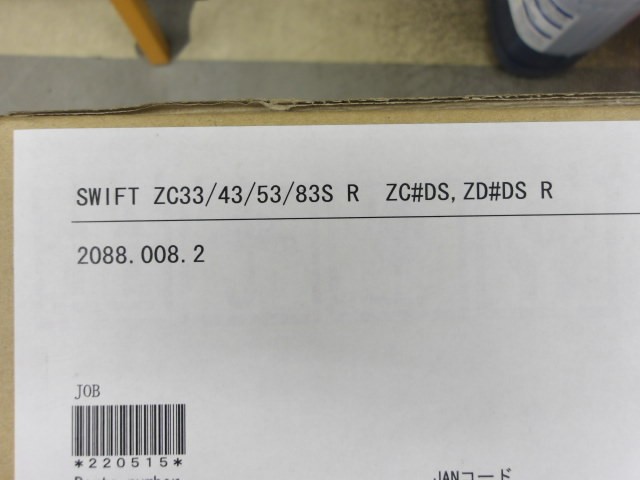 SWIFT ZC33/43/53/83S R ZC#DS,ZD#DS R
2088.008.2
JOB
*220515*
JANコード